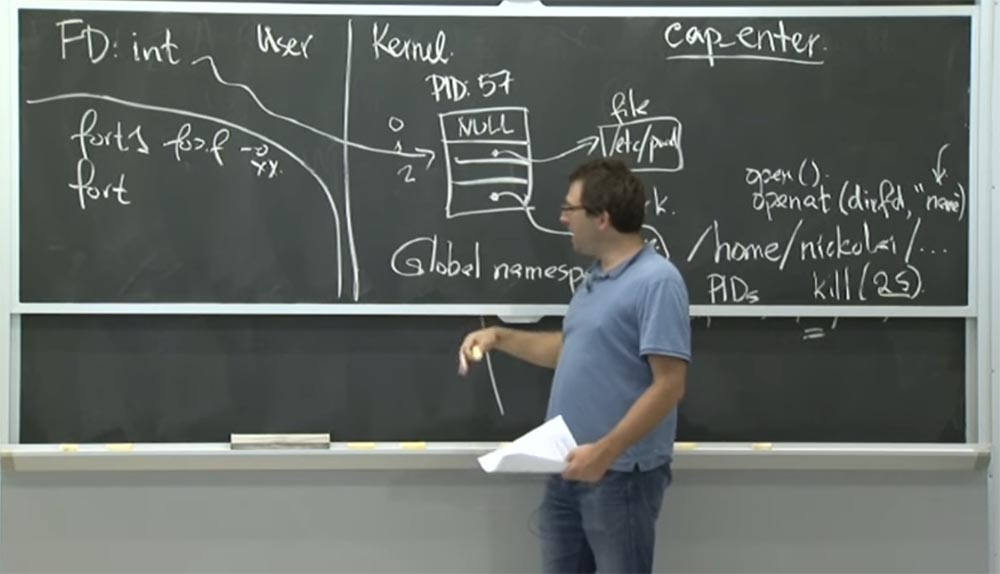 FD: int
User
fort1 foo.f -o
xx.
fort
Kernel.
PID: 57
0
1
2
NULL
file
/etc/pwd
k.
Global namesp
cap_enter.
open().
openat(dirfd, "name")
/home/nickolai/...
PIDs kill(25)
=